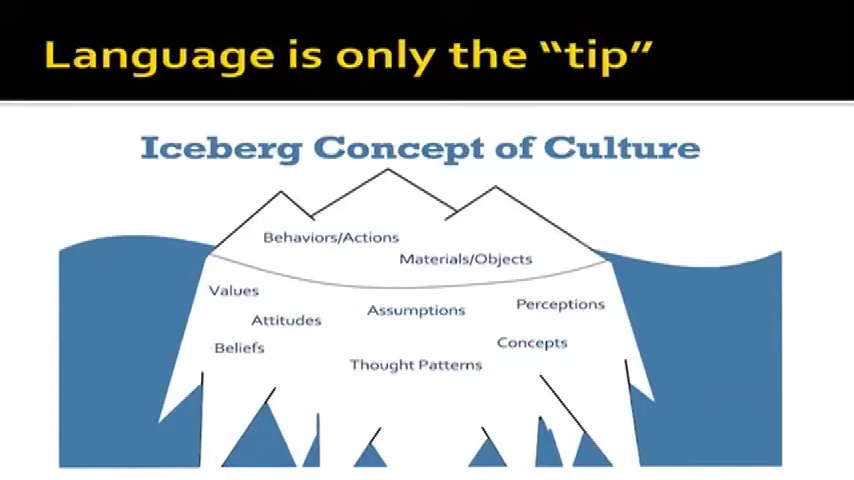 Language is only the “tip”
Iceberg Concept of Culture
Behaviors/Actions
Materials/Objects
Values
Perceptions
Assumptions
Attitudes
Concepts
Beliefs
Thought Patterns